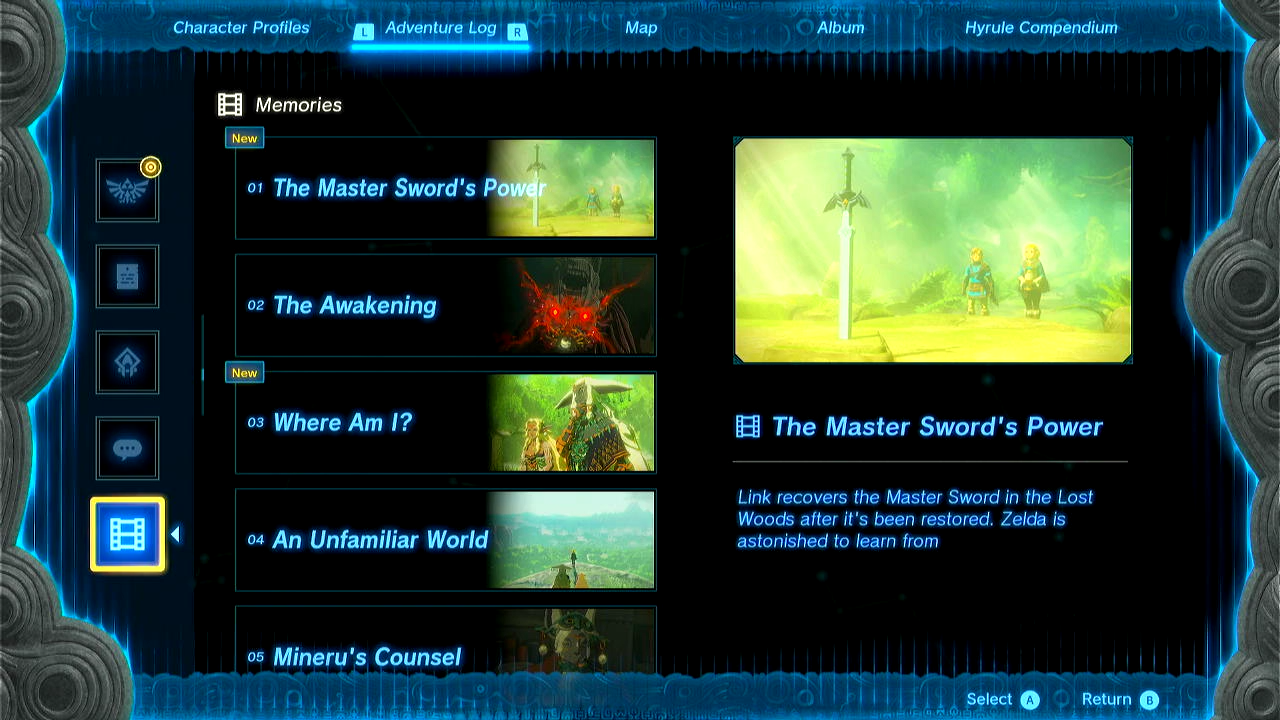 Character Profiles
L Adventure Log R
Map
Album
Hyrule Compendium
Memories
New
01 The Master Sword's Power
02 The Awakening
New
03 Where Am I?
04 An Unfamiliar World
05 Mineru's Counsel
The Master Sword's Power
Link recovers the Master Sword in the Lost
Woods after it's been restored. Zelda is
astonished to learn from
Select A
Return B